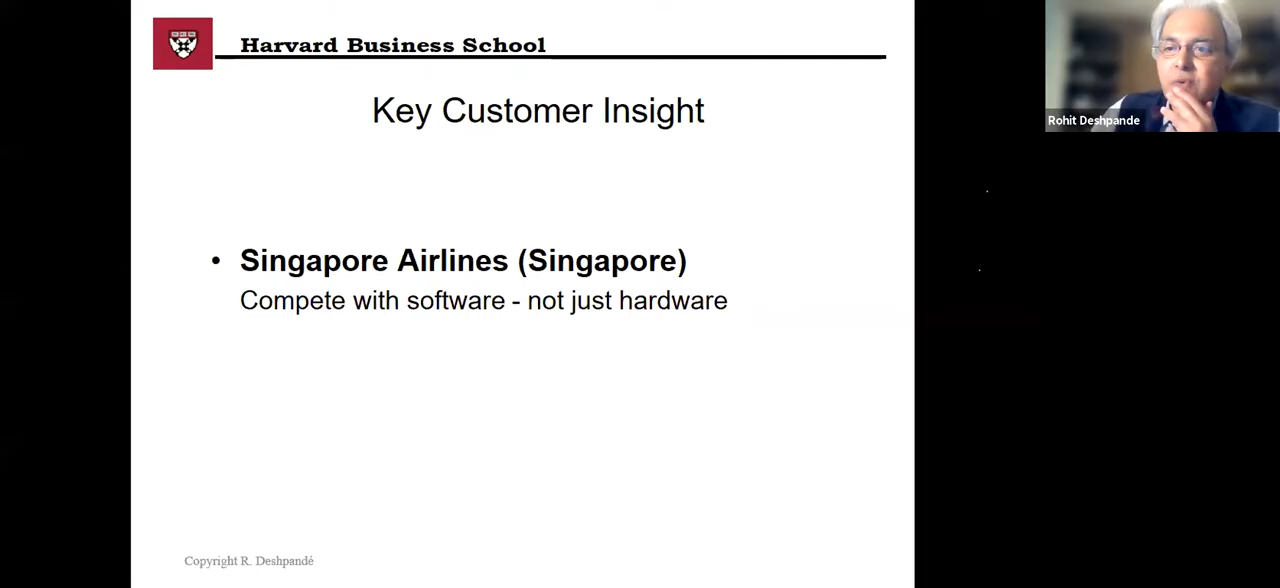 Harvard Business School
Rohit Deshpande
Key Customer Insight
• Singapore Airlines (Singapore)
Compete with software - not just hardware
Copyright R. Deshpandé